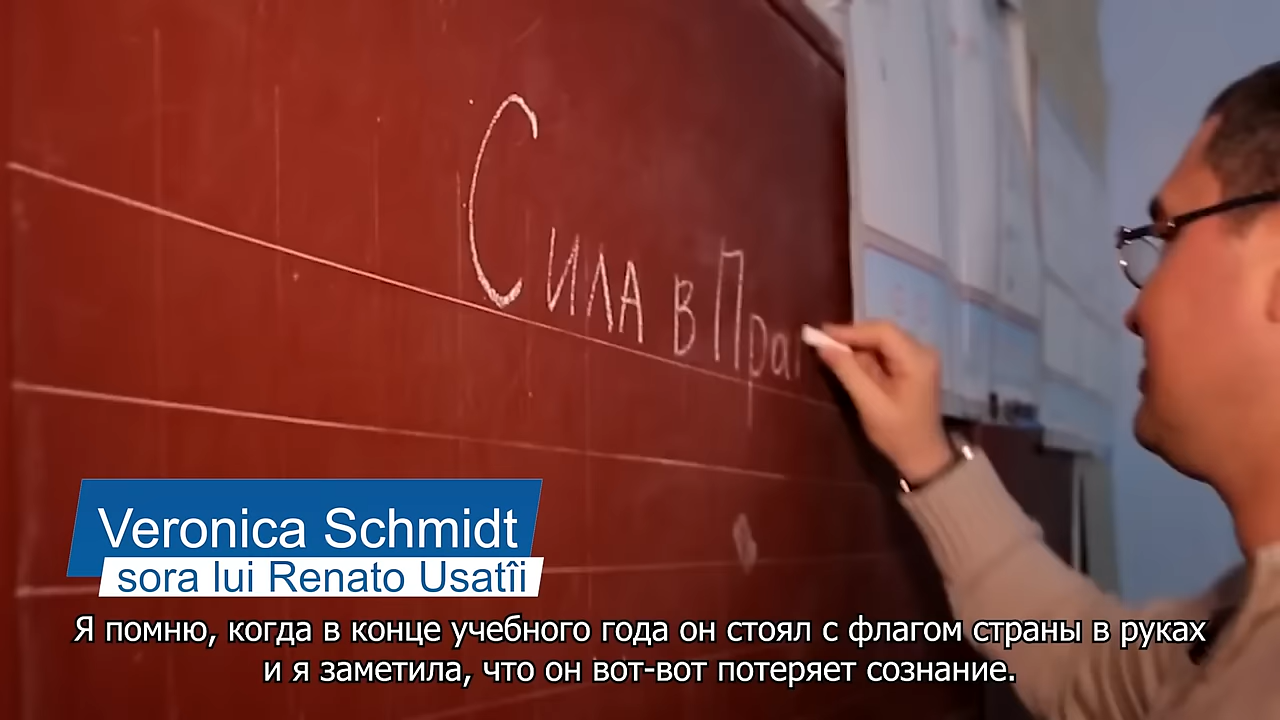 Сила в Прав
Veronica Schmidt
sora lui Renato Usatîi
Я помню, когда в конце учебного года он стоял с флагом страны в руках
и я заметила, что он вот-вот потеряет сознание.